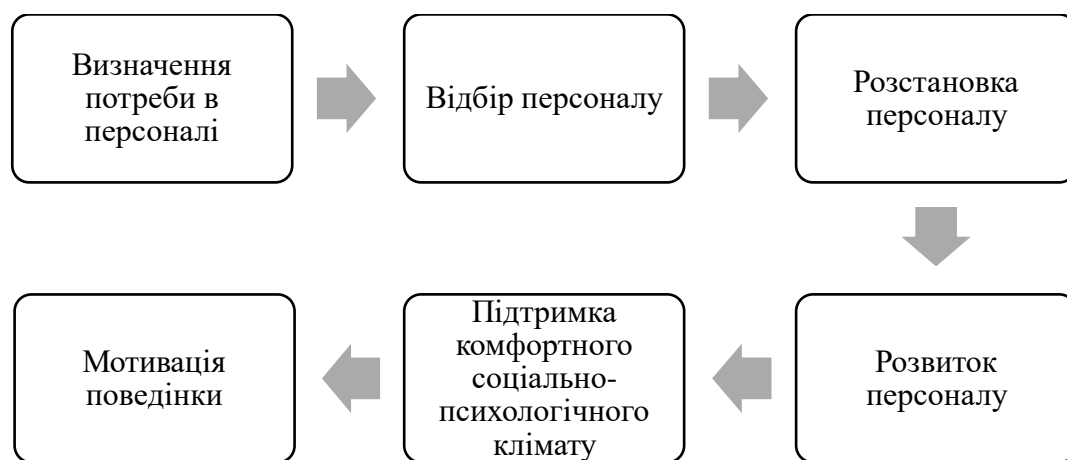 Визначення
потреби в
персоналі
Відбір персоналу
Розстановка
персоналу
Розвиток
персоналу
Підтримка
комфортного
соціально-
психологічного
клімату
Мотивація
поведінки